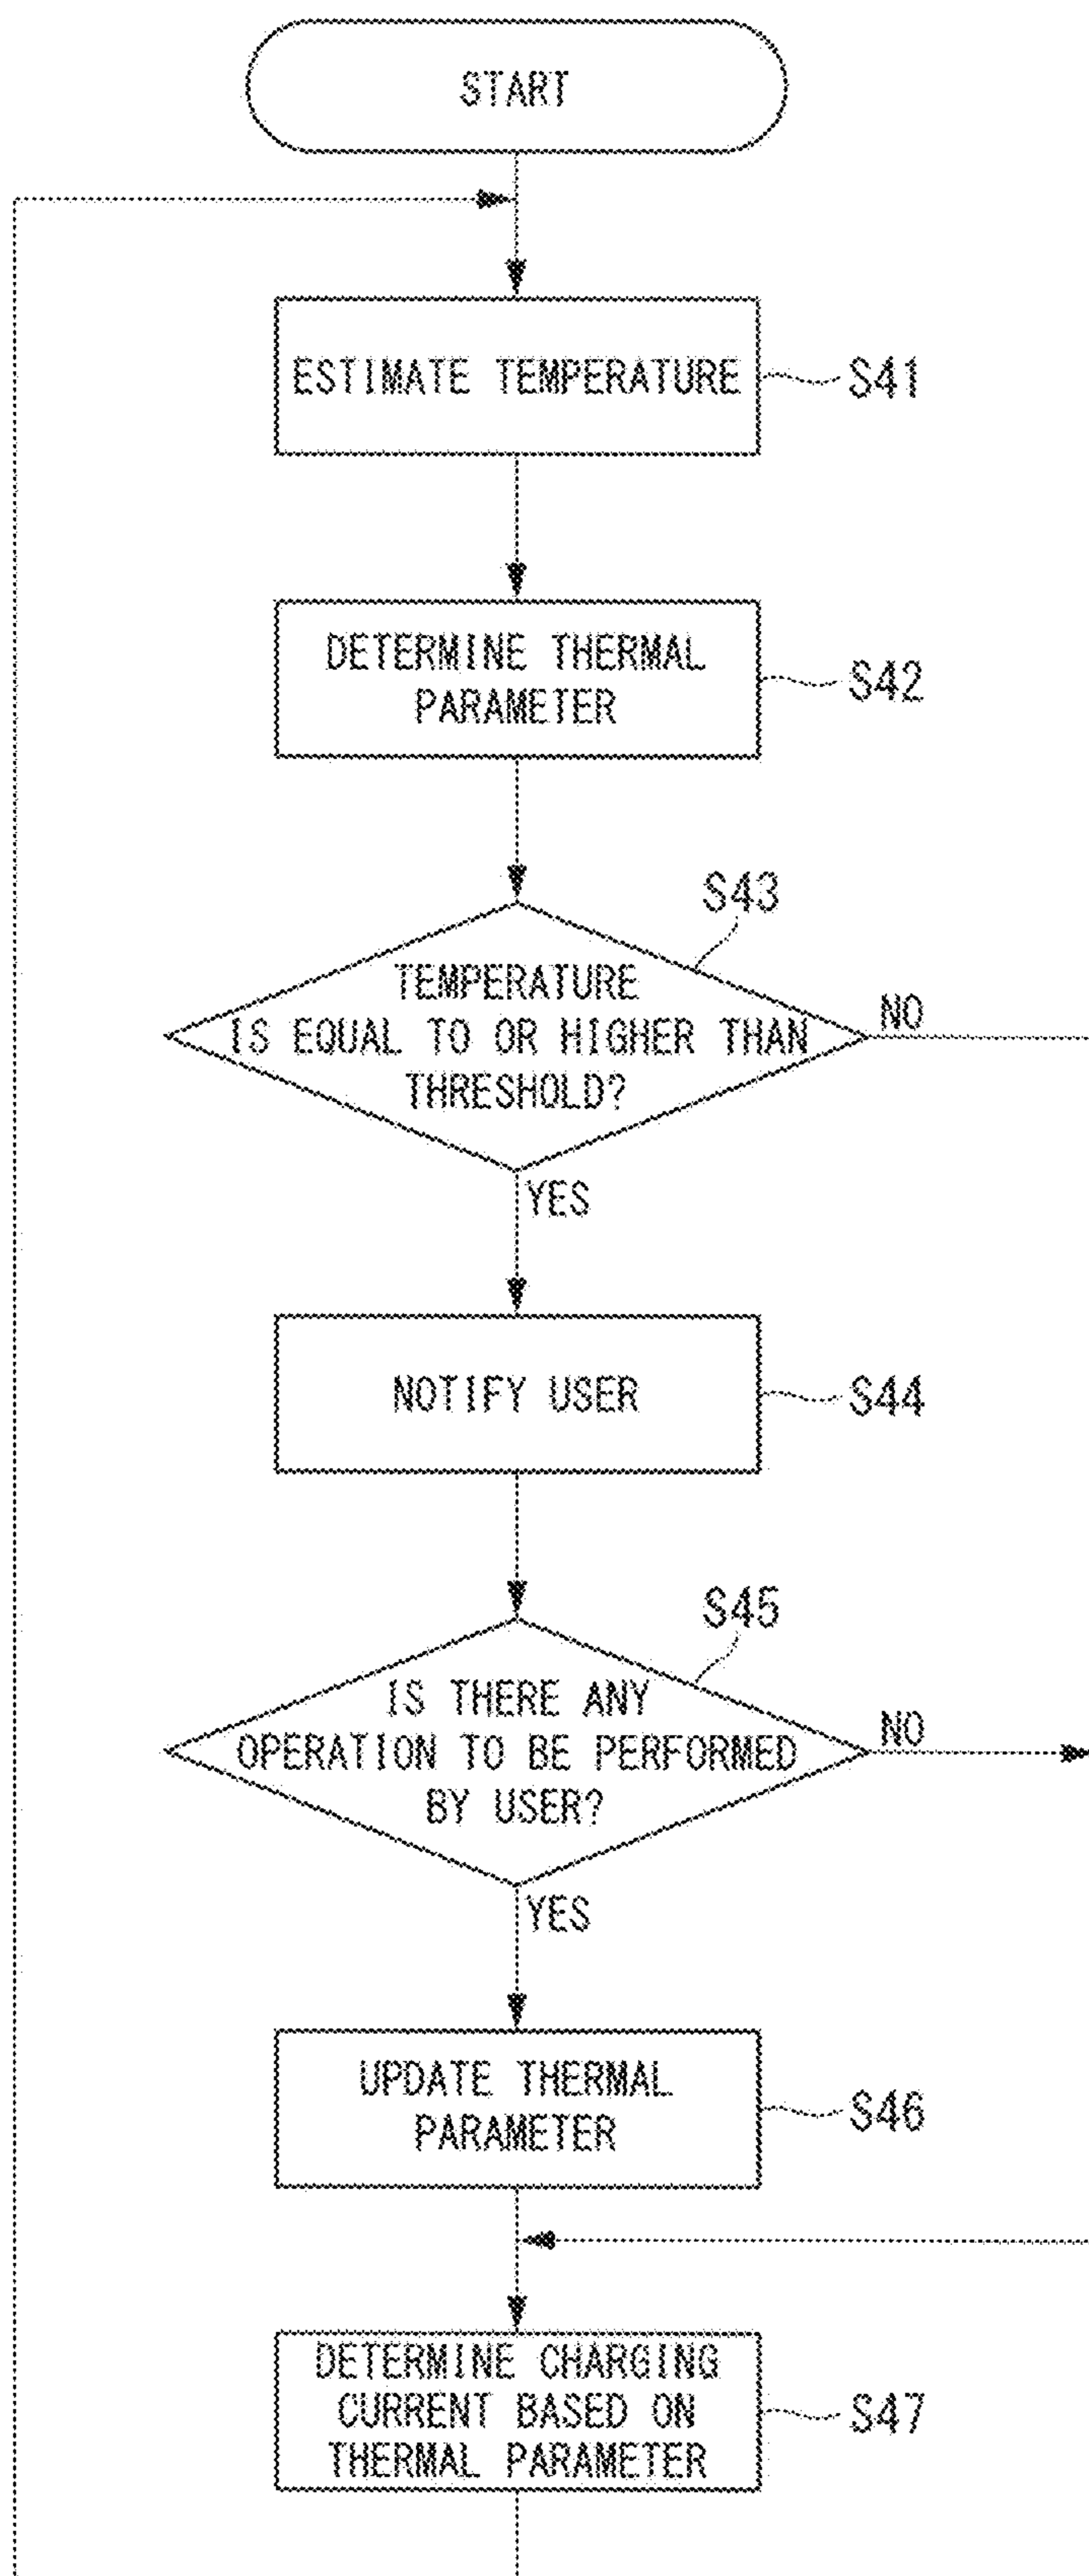 START
ESTIMATE TEMPERATURE
S41
DETERMINE THERMAL
PARAMETER
S42
S43
TEMPERATURE
IS EQUAL TO OR HIGHER THAN
THRESHOLD?
NO
YES
NOTIFY USER
S44
S45
IS THERE ANY
OPERATION TO BE PERFORMED
BY USER?
NO
YES
UPDATE THERMAL
PARAMETER
S46
DETERMINE CHARGING
CURRENT BASED ON
THERMAL PARAMETER
S47